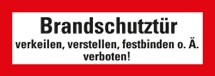 Brandschutztür
verkeilen, verstellen, festbinden o. Ä.
verboten!